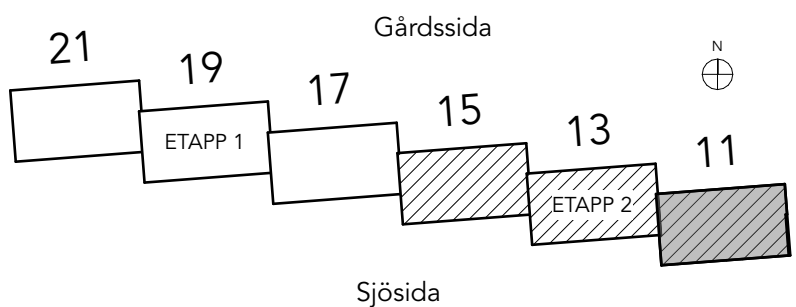 Gårdssida
21
19
17
15
13
11
N
ETAPP 1
ETAPP 2
Sjösida